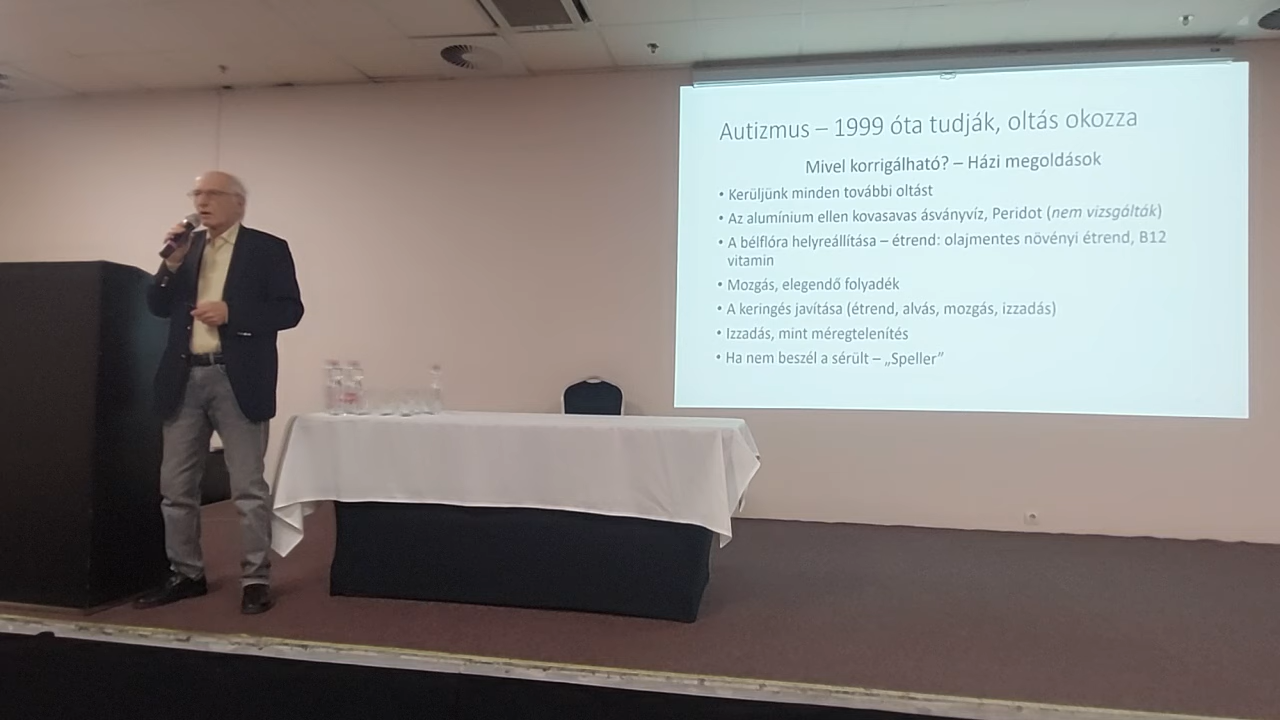 Autizmus – 1999 óta tudják, oltás okozza
Mivel korrigálható? – Házi megoldások
• Kerüljünk minden további oltást
• Az alumínium ellen kovasavas ásványvíz, Peridot (nem vizsgálták)
• A bélflóra helyreállítása – étrend: olajmentes növényi étrend, B12
vitamin
• Mozgás, elegendő folyadék
• A keringés javítása (étrend, alvás, mozgás, izzadás)
• Izzadás, mint méregtelenítés
• Ha nem beszél a sérült – „Speller”